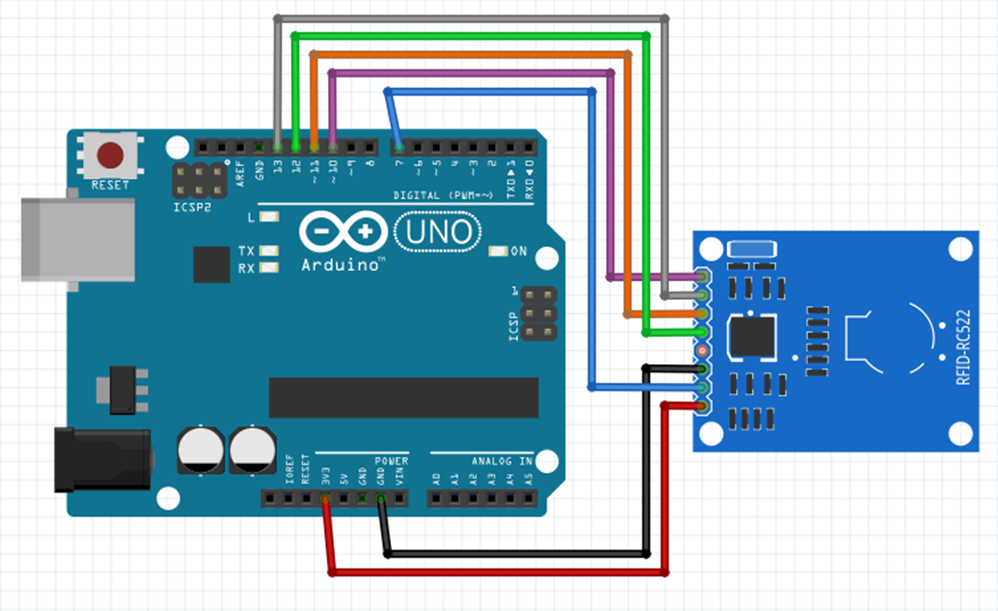 RESET
ICSP2
AREF
GND
13
12
~11
~10
~9
8
7
~6
~5
4
~3
2
TXD▶1
RXD◀0
DIGITAL (PWM=~)
L
TX
RX
Arduino™
UNO
ON
1
ICSP
RFID-RC522
POWER
ANALOG IN
IOREF
RESET
3V3
5V
GND
GND
VIN
A0
A1
A2
A3
A4
A5